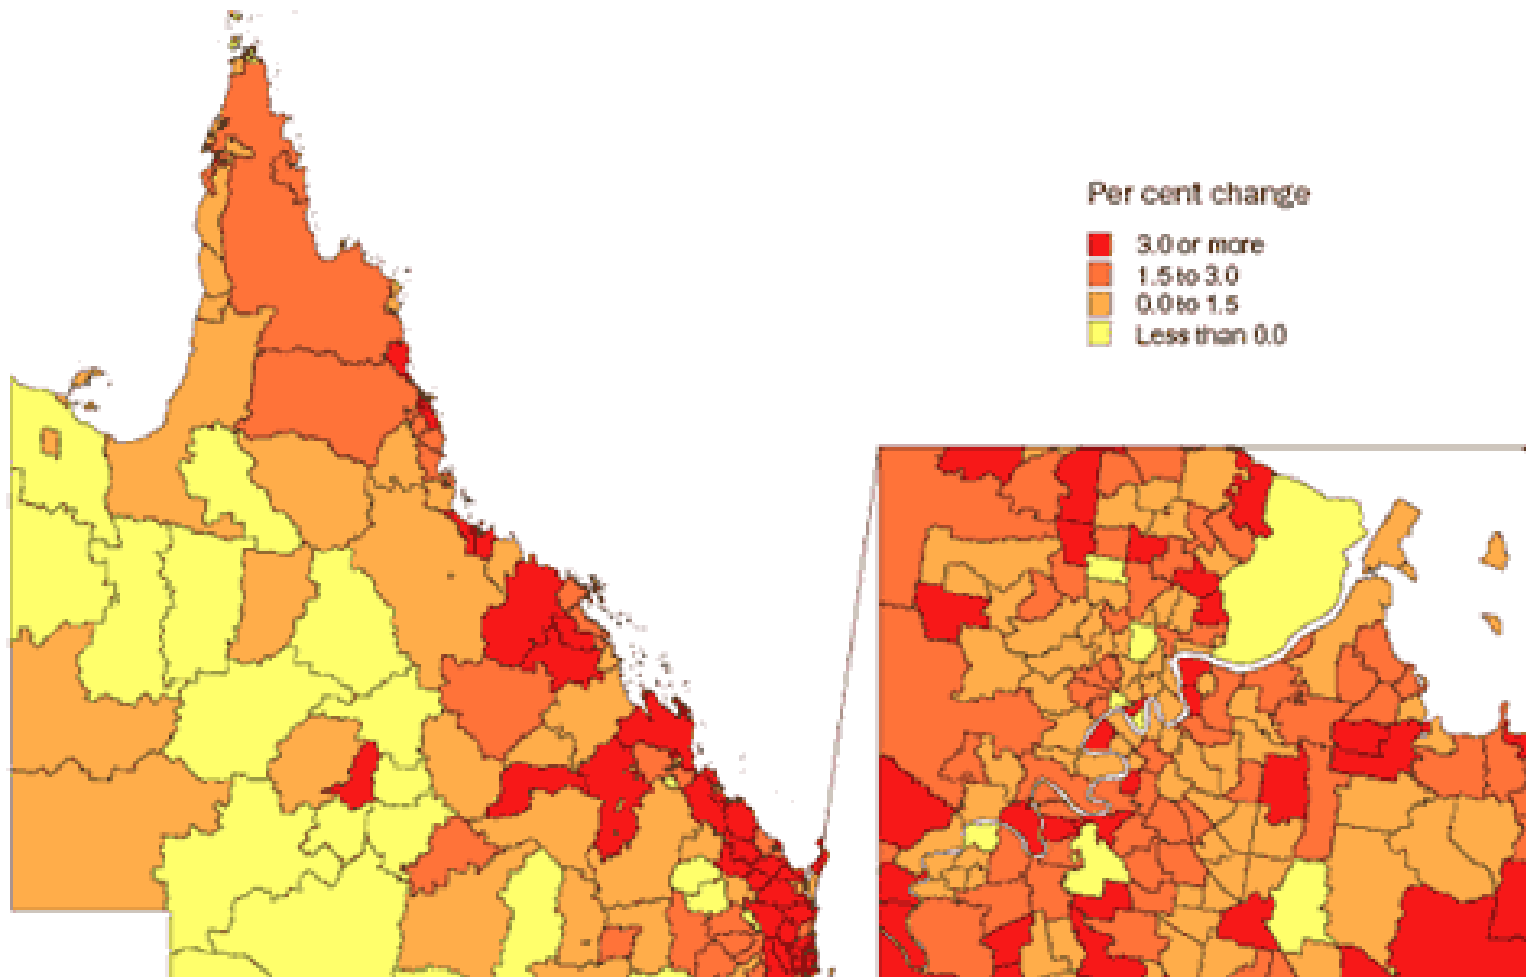 Per cent change
3.0 or more
1.5 to 3.0
0.0 to 1.5
Less than 0.0